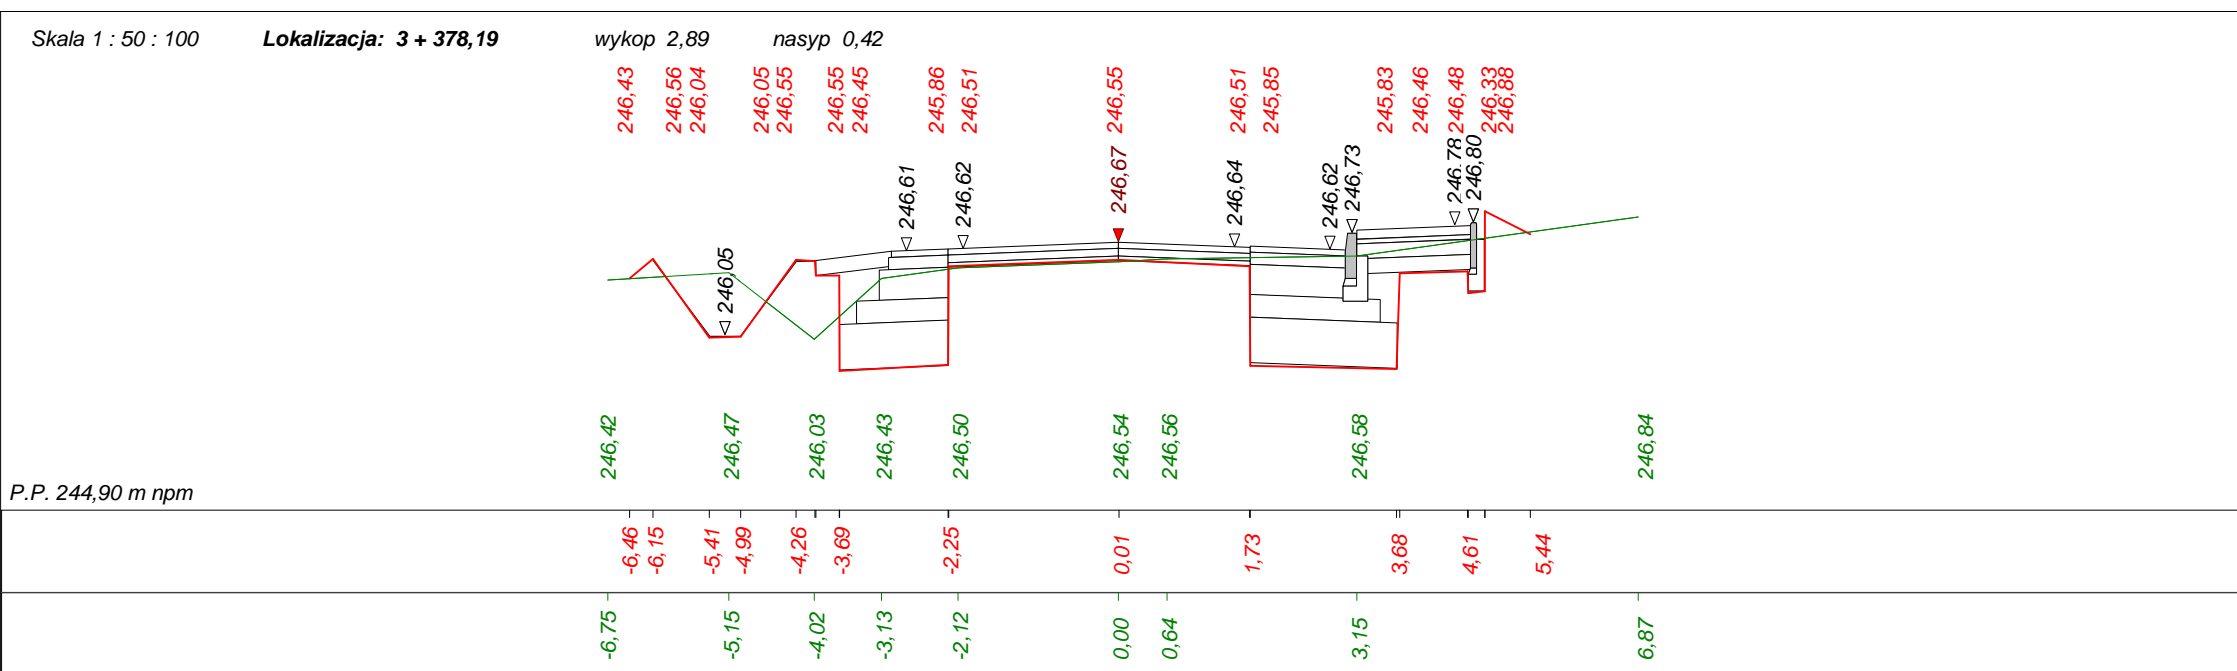 Skala 1 : 50 : 100 Lokalizacja: 3 + 378,19 wykop 2,89 nasyp 0,42
246,43 246,56 246,04 246,05 246,55 246,55 246,45 245,86 246,51 246,55 246,51 245,85 245,83 246,46 246,48 246,33 246,88
246,05 246,61 246,62 246,67 246,64 246,62 246,73 246,78 246,80
246,42 246,47 246,03 246,43 246,50 246,54 246,56 246,58 246,84
P.P. 244,90 m npm
-6,46 -6,15 -5,41 -4,99 -4,26 -3,69 -2,25 0,01 1,73 3,68 4,61 5,44
-6,75 -5,15 -4,02 -3,13 -2,12 0,00 0,64 3,15 6,87